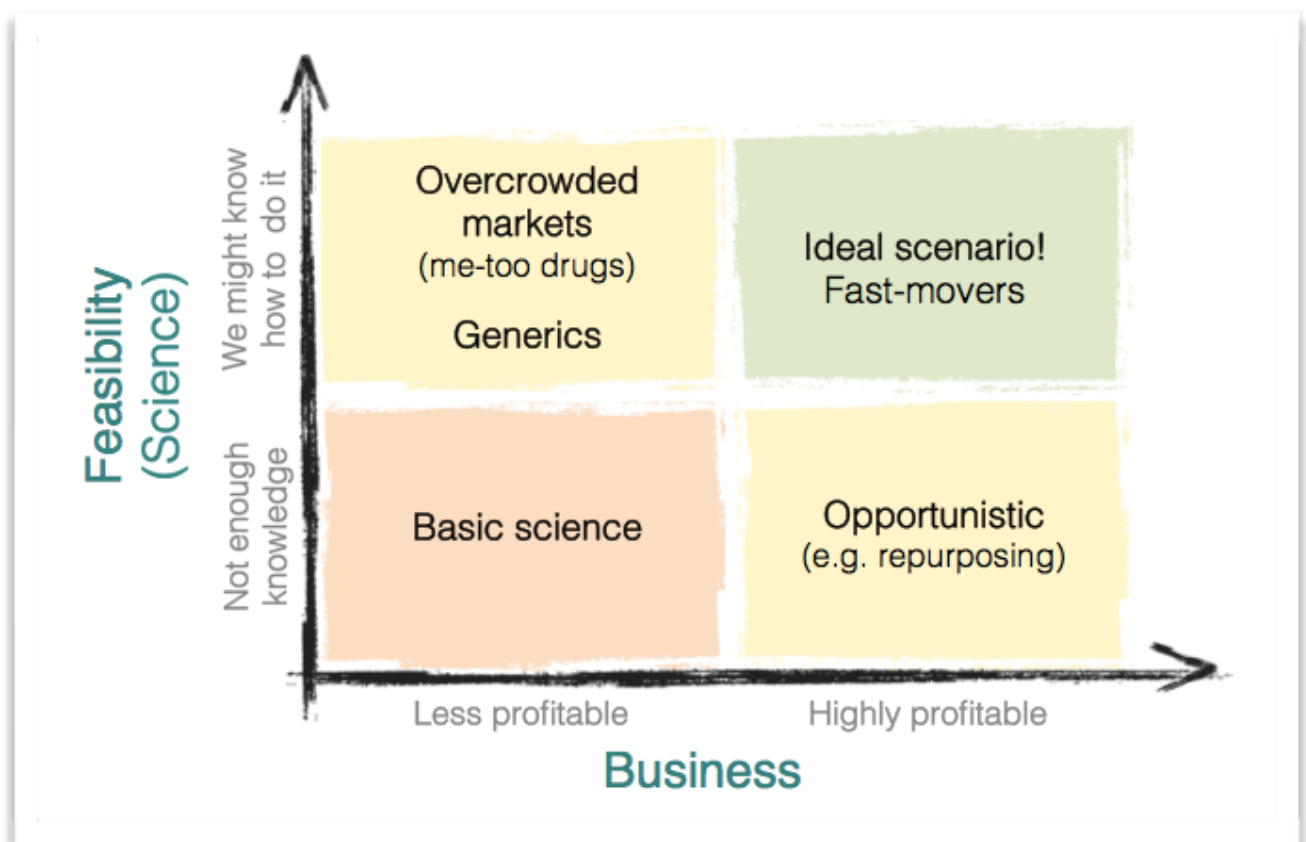 Feasibility
(Science)
We might know
how to do it
Not enough
knowledge
Overcrowded
markets
(me-too drugs)
Generics
Ideal scenario!
Fast-movers
Basic science
Opportunistic
(e.g. repurposing)
Less profitable
Highly profitable
Business